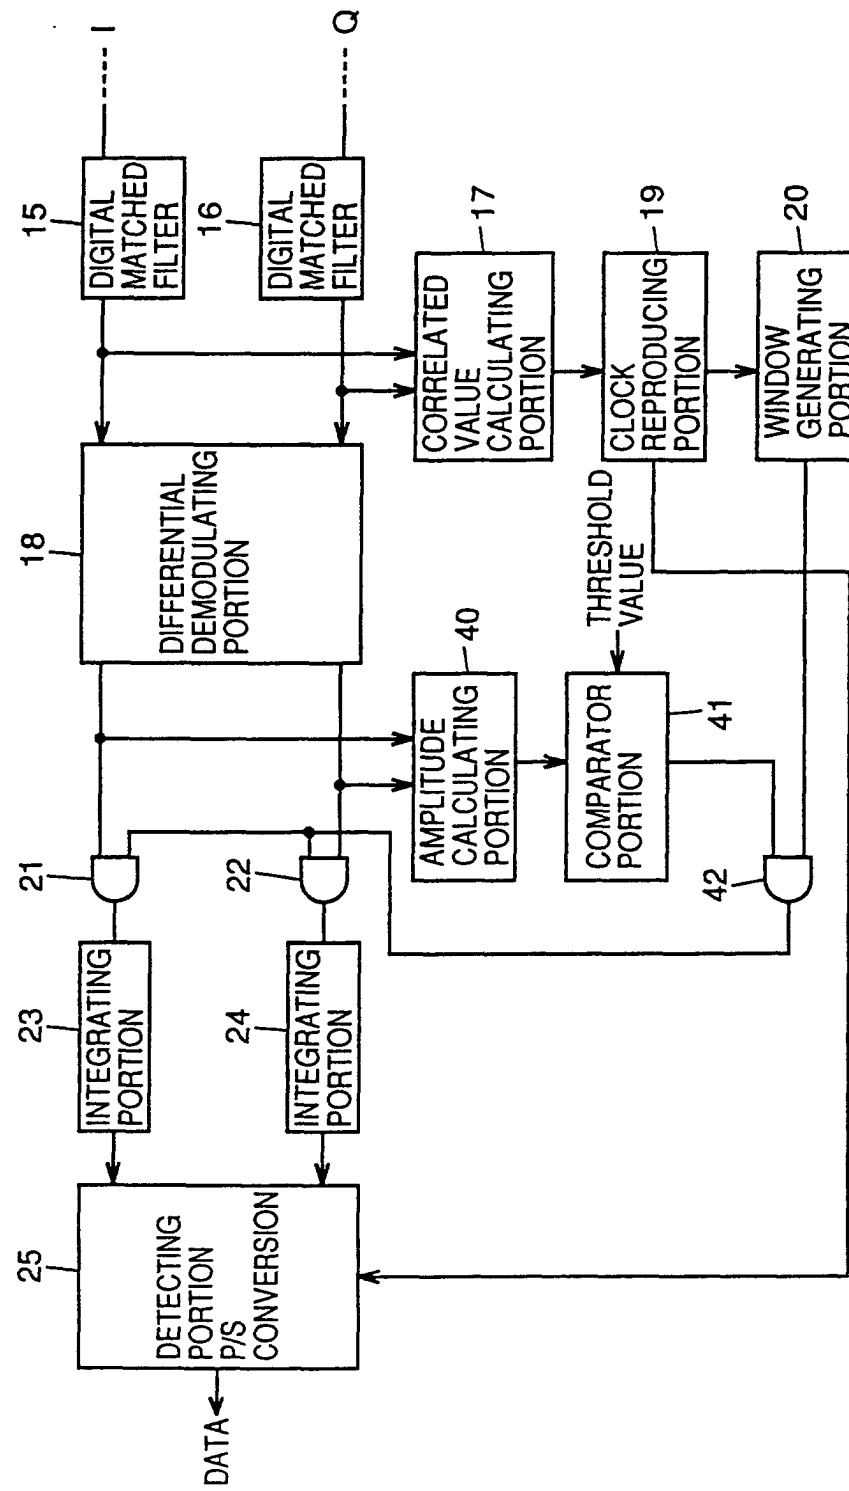 I
Q
15
DIGITAL
MATCHED
FILTER
16
DIGITAL
MATCHED
FILTER
17
CORRELATED
VALUE
CALCULATING
PORTION
19
CLOCK
REPRODUCING
PORTION
20
WINDOW
GENERATING
PORTION
18
DIFFERENTIAL
DEMODULATING
PORTION
THRESHOLD
VALUE
40
AMPLITUDE
CALCULATING
PORTION
41
COMPARATOR
PORTION
21
22
42
23
INTEGRATING
PORTION
24
INTEGRATING
PORTION
25
DETECTING
PORTION
P/S
CONVERSION
DATA